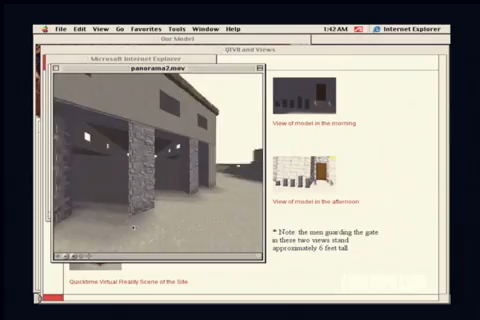 File Edit View Go Favorites Tools Window Help 1:42 AM Internet Explorer
Our Model
QTVR and Views
Microsoft Internet Explorer
panorama2.mov
View of model in the morning
View of model in the afternoon
* Note: the men guarding the gate
in these two views stand
approximately 6 feet tall.
Quicktime Virtual Reality Scene of the Site